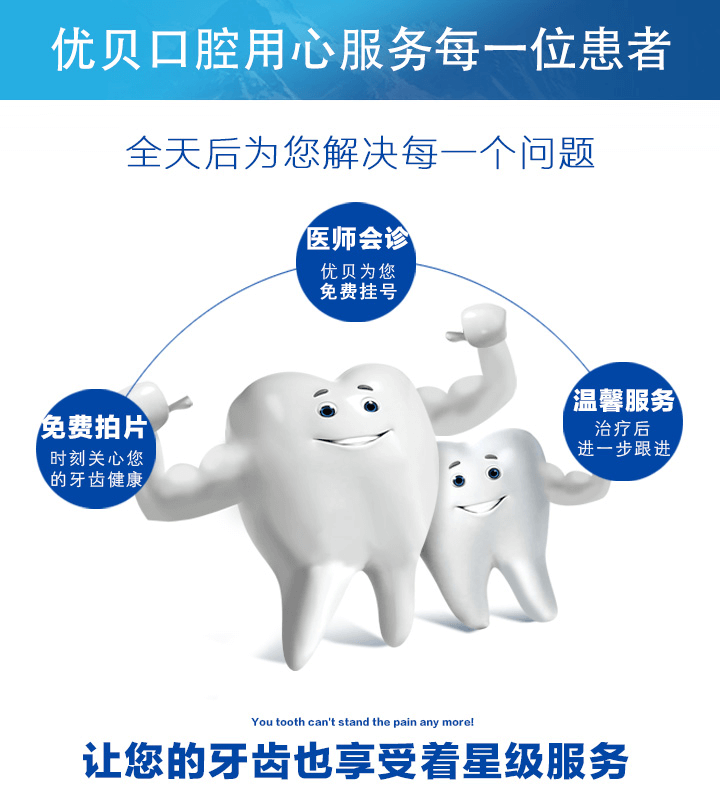 优贝口腔用心服务每一位患者
全天后为您解决每一个问题
医师会诊
优贝为您
免费挂号
免费拍片
时刻关心您
的牙齿健康
温馨服务
治疗后
进一步跟进
You tooth can't stand the pain any more!
让您的牙齿也享受着星级服务